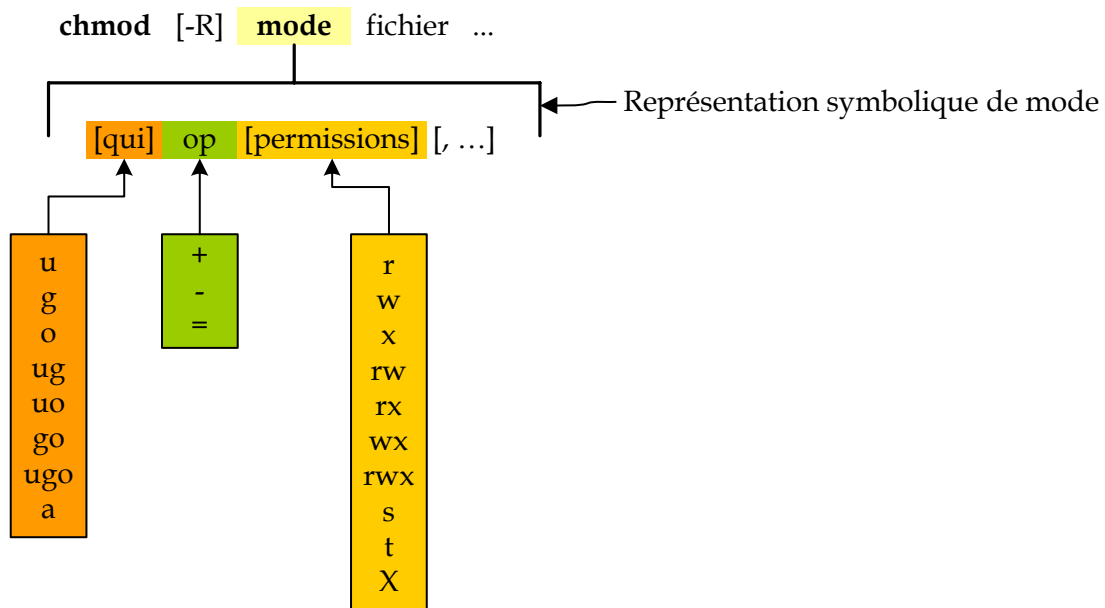 chmod [-R] mode fichier ...
Représentation symbolique de mode
[qui] op [permissions] [, …]
u
g
o
ug
uo
go
ugo
a
+
-
=
r
w
x
rw
rx
wx
rwx
s
t
X